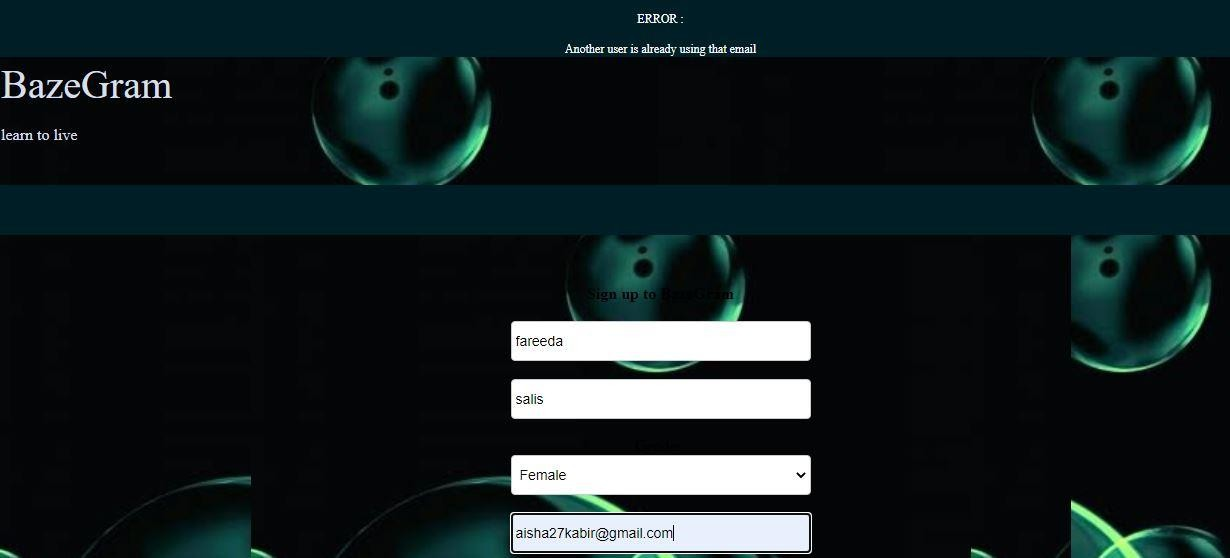 ERROR :
Another user is already using that email
BazeGram
learn to live
Sign up to BazeGram
fareeda
salis
Gender
Female
aisha27kabir@gmail.com